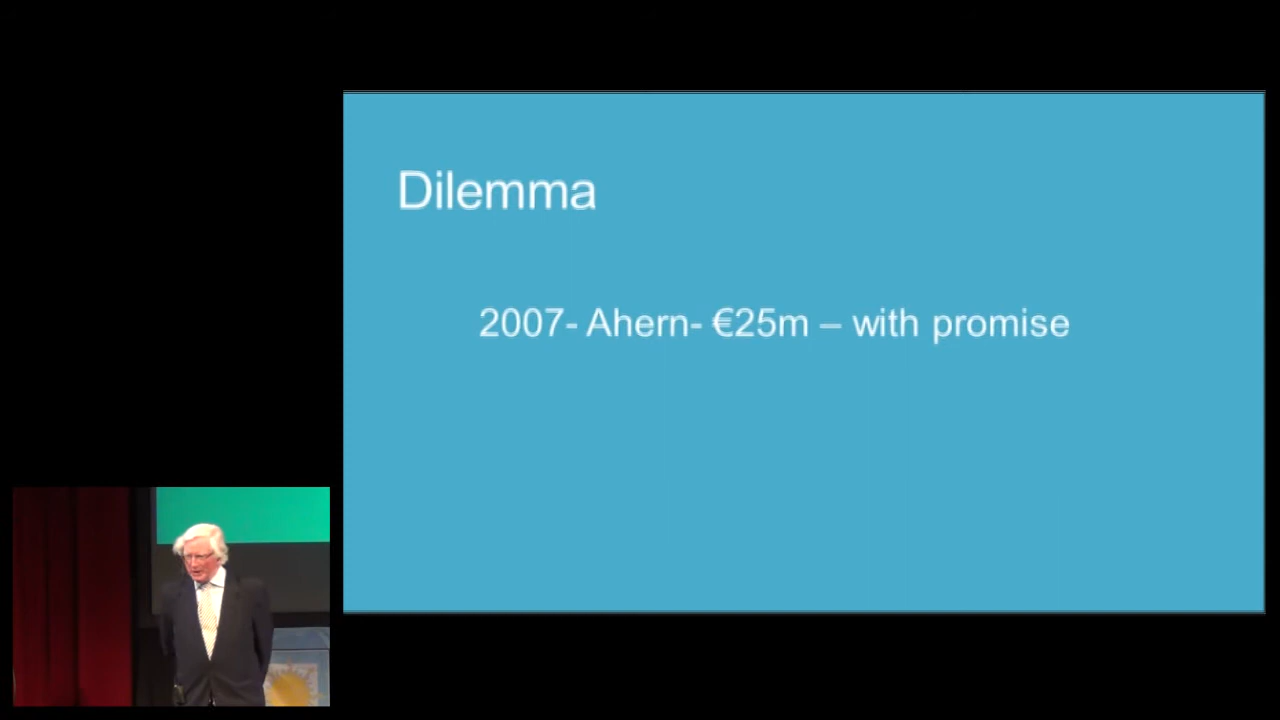 Dilemma
2007- Ahern- €25m – with promise